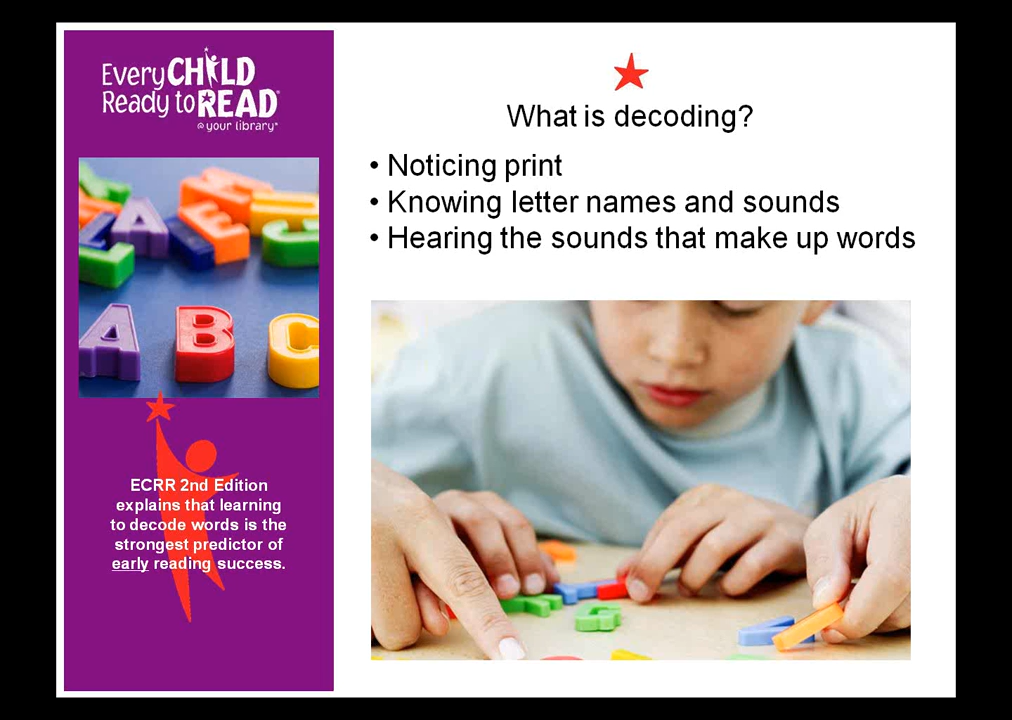 Every CHILD
Ready to READ®
@ your library®
ECRR 2nd Edition
explains that learning
to decode words is the
strongest predictor of
early reading success.
What is decoding?
• Noticing print
• Knowing letter names and sounds
• Hearing the sounds that make up words
A B C